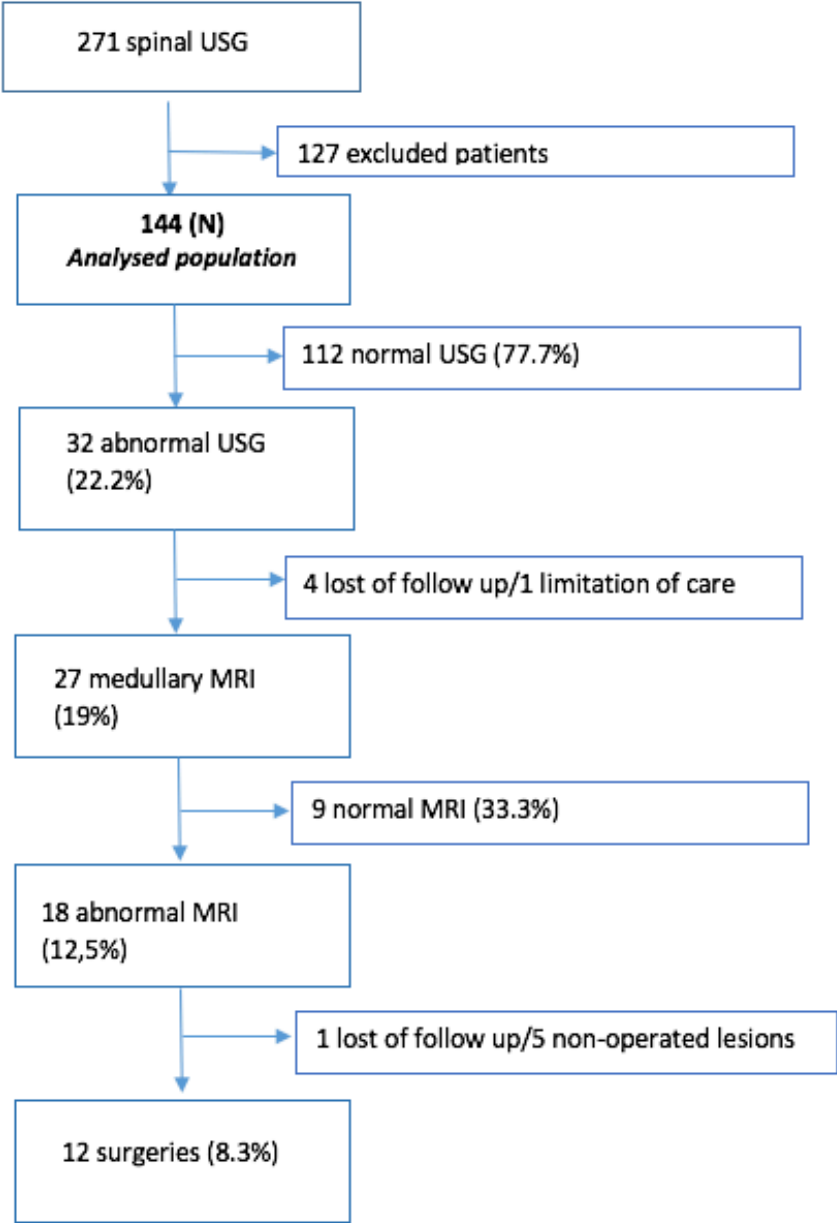 271 spinal USG
127 excluded patients
144 (N)
Analysed population
112 normal USG (77.7%)
32 abnormal USG
(22.2%)
4 lost of follow up/1 limitation of care
27 medullary MRI
(19%)
9 normal MRI (33.3%)
18 abnormal MRI
(12,5%)
1 lost of follow up/5 non-operated lesions
12 surgeries (8.3%)